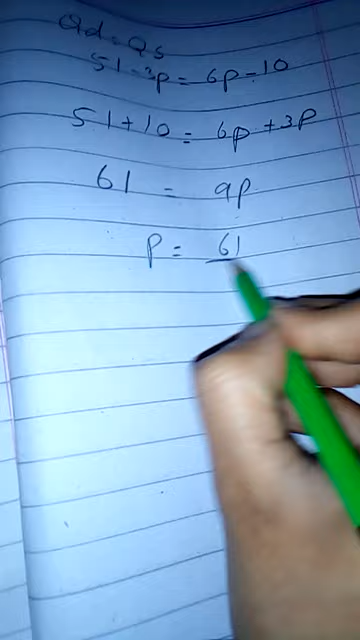 Qd = Qs
51 - 3p = 6p - 10
51 + 10 = 6p + 3p
61 = 9p
p = 61